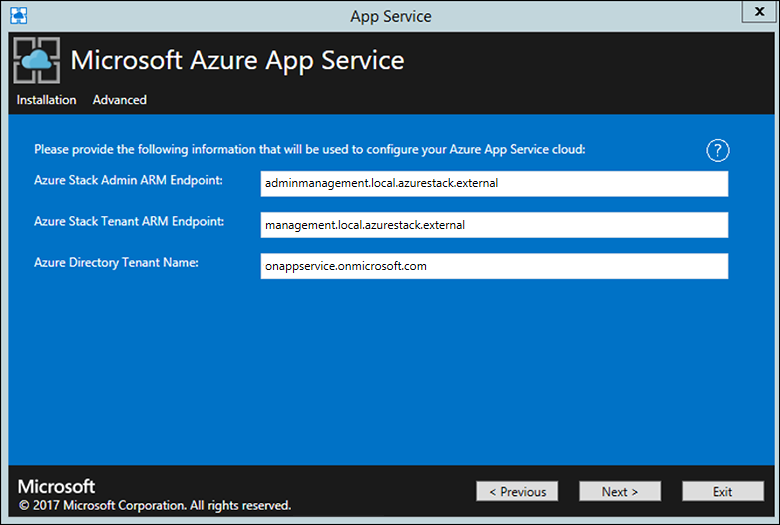 App Service
X
Microsoft Azure App Service
Installation Advanced
Please provide the following information that will be used to configure your Azure App Service cloud:
?
Azure Stack Admin ARM Endpoint: adminmanagement.local.azurestack.external
Azure Stack Tenant ARM Endpoint: management.local.azurestack.external
Azure Directory Tenant Name: onappservice.onmicrosoft.com
Microsoft
< Previous Next > Exit
© 2017 Microsoft Corporation. All rights reserved.